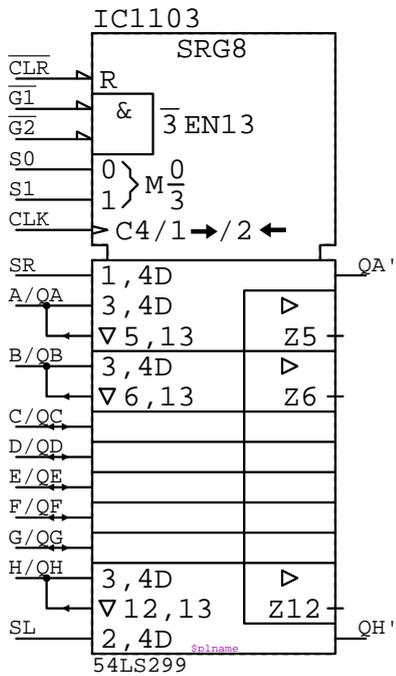 IC1103
SRG8
CLR R
G1 &
G2 3EN13
S0 0 M 0
S1 1 3
CLK C4/1→/2←
SR 1,4D QA'
A/QA 3,4D ▷
▽5,13 Z5
B/QB 3,4D ▷
▽6,13 Z6
C/QC
D/QD
E/QE
F/QF
G/QG
H/QH 3,4D ▷
▽12,13 Z12
SL 2,4D QH'
$plname
54LS299